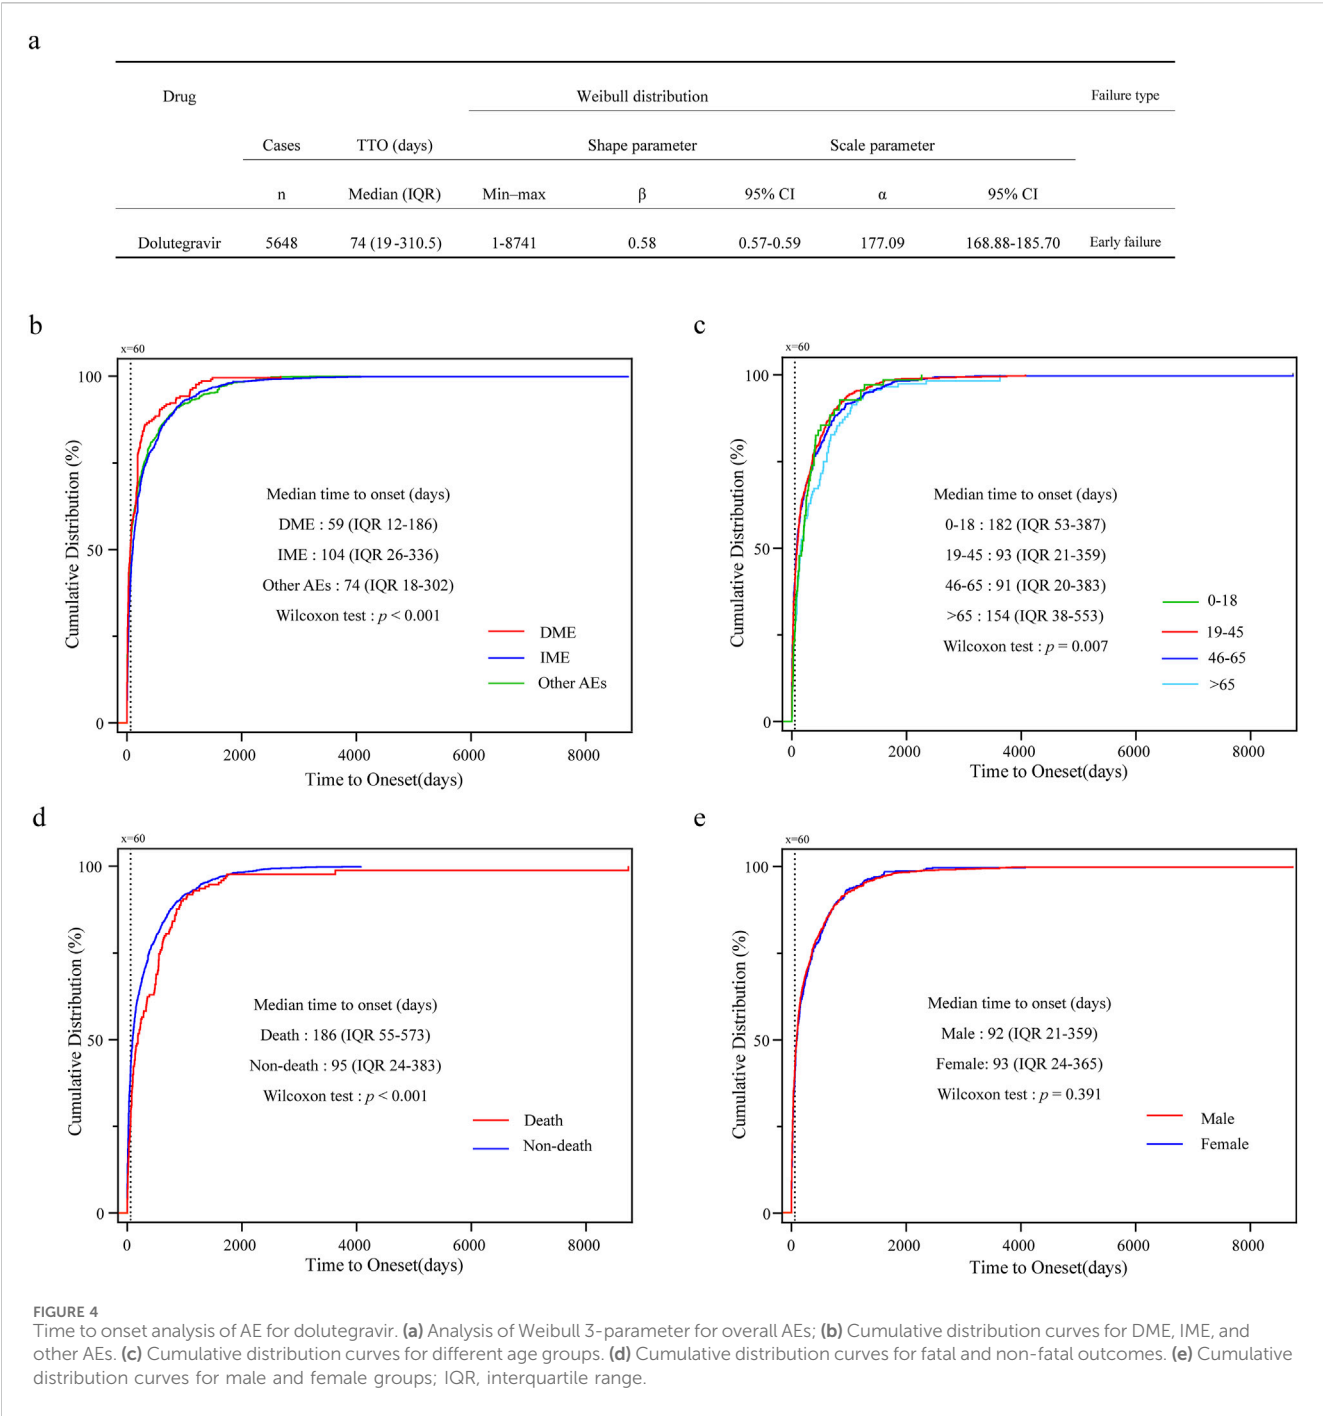 a
Drug Weibull distribution Failure type
Cases TTO (days) Shape parameter Scale parameter
n Median (IQR) Min–max β 95% CI α 95% CI
Dolutegravir 5648 74 (19-310.5) 1-8741 0.58 0.57-0.59 177.09 168.88-185.70 Early failure
b
x=60
100
50
0
Cumulative Distribution (%)
Median time to onset (days)
DME : 59 (IQR 12-186)
IME : 104 (IQR 26-336)
Other AEs : 74 (IQR 18-302)
Wilcoxon test : p < 0.001
DME
IME
Other AEs
0 2000 4000 6000 8000
Time to Oneset(days)
c
x=60
100
50
0
Cumulative Distribution (%)
Median time to onset (days)
0-18 : 182 (IQR 53-387)
19-45 : 93 (IQR 21-359)
46-65 : 91 (IQR 20-383)
>65 : 154 (IQR 38-553)
Wilcoxon test : p = 0.007
0-18
19-45
46-65
>65
0 2000 4000 6000 8000
Time to Oneset(days)
d
x=60
100
50
0
Cumulative Distribution (%)
Median time to onset (days)
Death : 186 (IQR 55-573)
Non-death : 95 (IQR 24-383)
Wilcoxon test : p < 0.001
Death
Non-death
0 2000 4000 6000 8000
Time to Oneset(days)
e
x=60
100
50
0
Cumulative Distribution (%)
Median time to onset (days)
Male : 92 (IQR 21-359)
Female: 93 (IQR 24-365)
Wilcoxon test : p = 0.391
Male
Female
0 2000 4000 6000 8000
Time to Oneset(days)
FIGURE 4
Time to onset analysis of AE for dolutegravir. (a) Analysis of Weibull 3-parameter for overall AEs; (b) Cumulative distribution curves for DME, IME, and
other AEs. (c) Cumulative distribution curves for different age groups. (d) Cumulative distribution curves for fatal and non-fatal outcomes. (e) Cumulative
distribution curves for male and female groups; IQR, interquartile range.